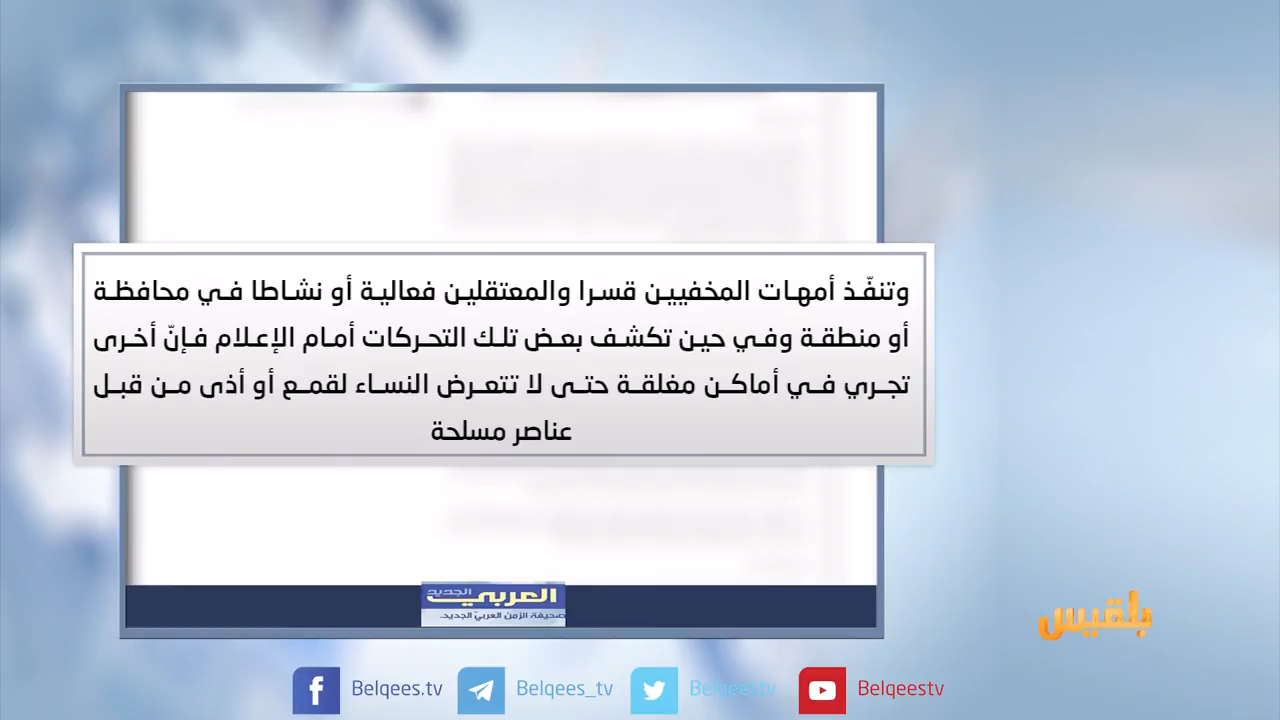 وتنفّذ أمهات المخفيين قسرا والمعتقلين فعالية أو نشاطا في محافظة
أو منطقة وفي حين تكشف بعض تلك التحركات أمام الإعلام فإنّ أخرى
تجري في أماكن مغلقة حتى لا تتعرض النساء لقمع أو أذى من قبل
عناصر مسلحة
العربي الجديد
صحيفة الزمن العربيّ الجديد.
بلقيس
Belqees.tv
Belqees_tv
Belqeestv
Belqeestv